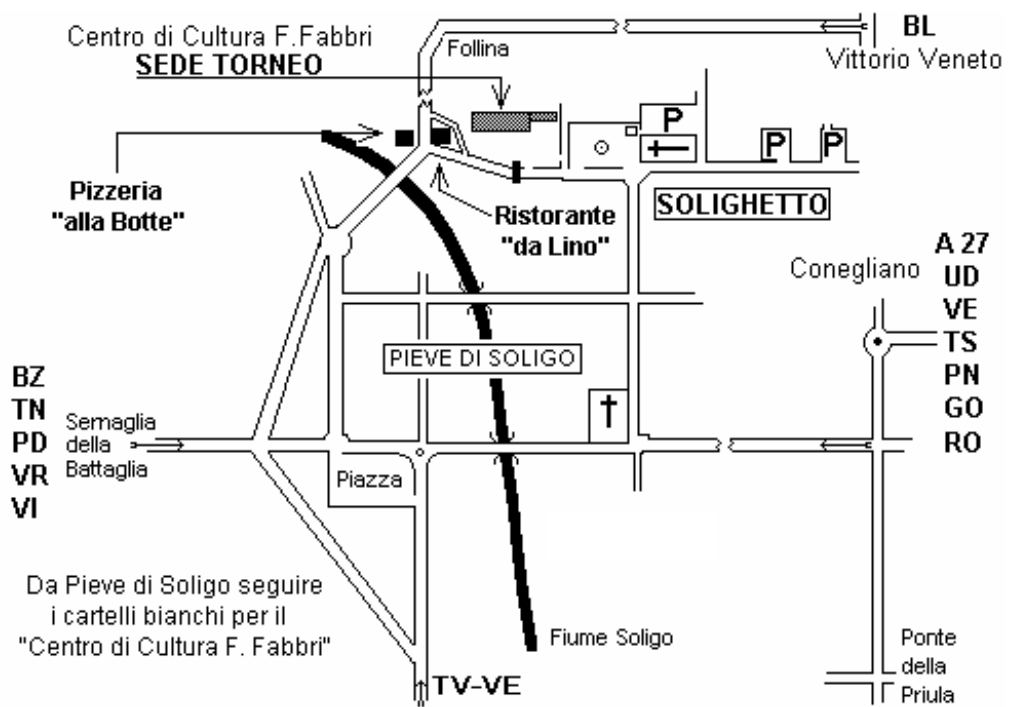 Centro di Cultura F.Fabbri
SEDE TORNEO
Follina
BL
Vittorio Veneto
P
P
P
Pizzeria
"alla Botte"
Ristorante
"da Lino"
SOLIGHETTO
Conegliano
A 27
UD
VE
TS
PN
GO
RO
PIEVE DI SOLIGO
BZ
TN
PD
VR
VI
Semaglia
della
Battaglia
Piazza
Da Pieve di Soligo seguire
i cartelli bianchi per il
"Centro di Cultura F. Fabbri"
Fiume Soligo
TV-VE
Ponte
della
Priula